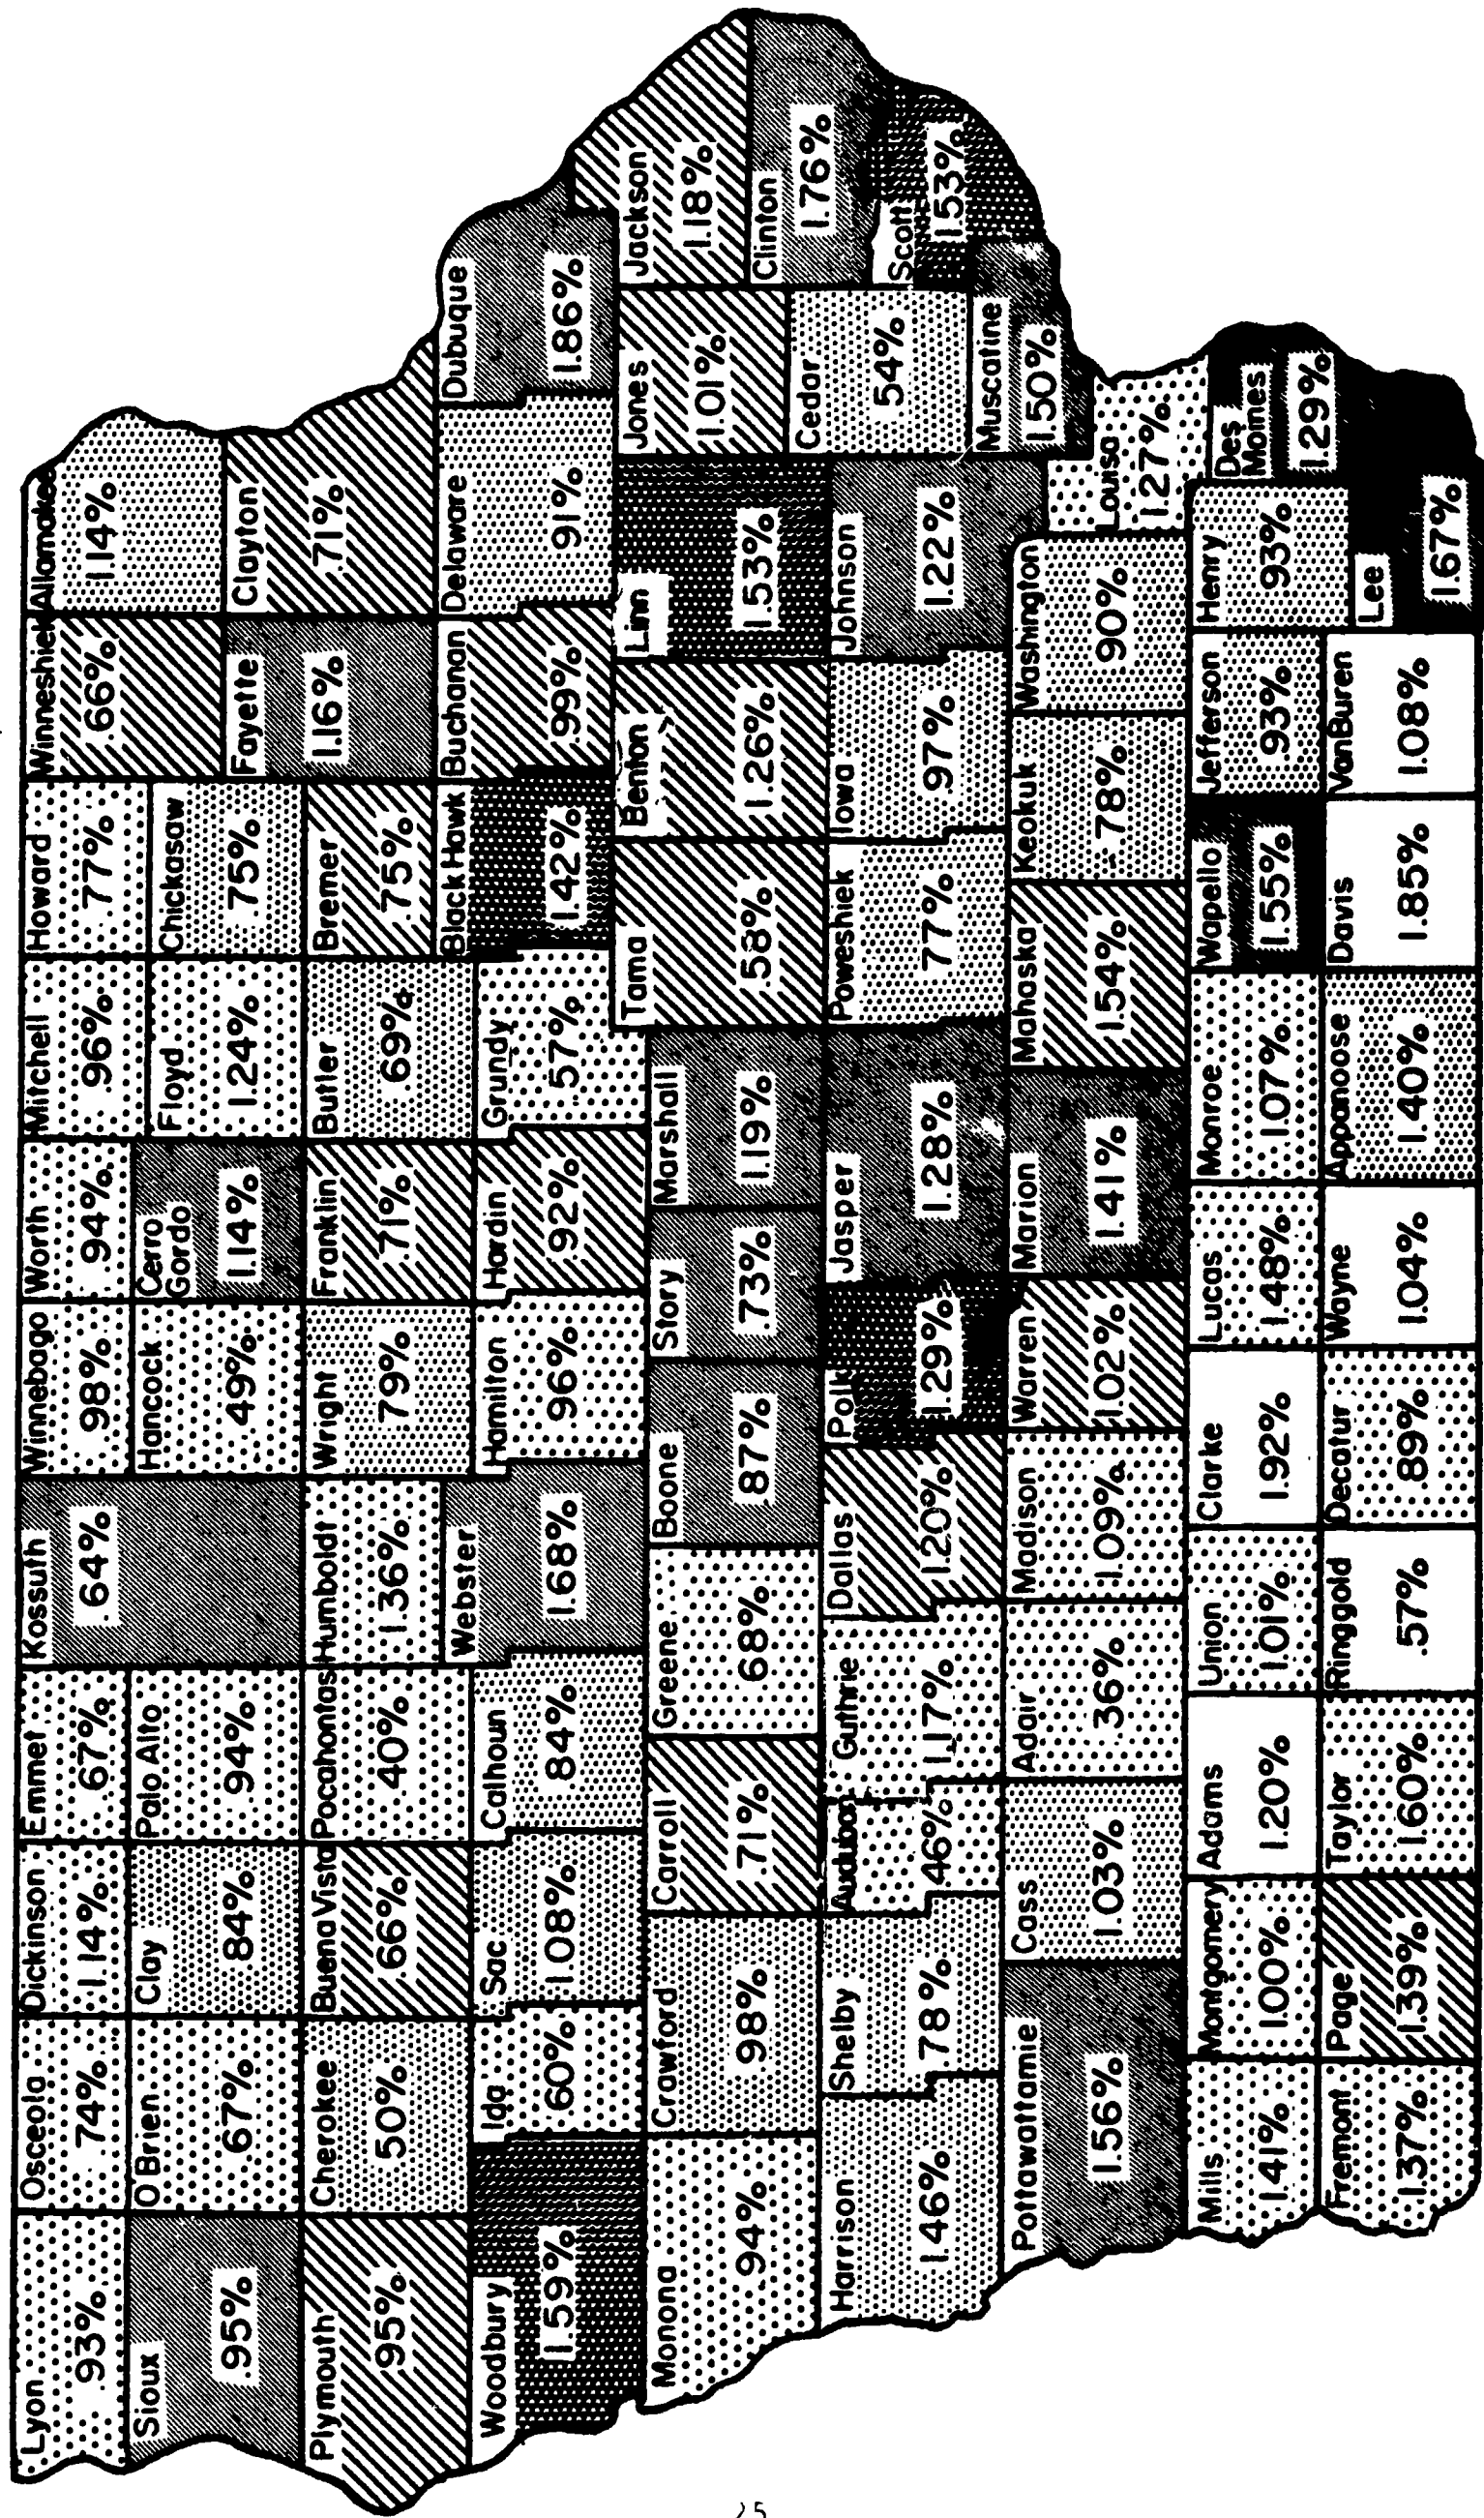 Lyon
.93%
Osceola
.74%
Dickinson
1.14%
Emmet
.67%
Kossuth
.64%
Winnebago
.98%
Worth
.94%
Mitchell
.96%
Howard
.77%
Winneshiek
.66%
Allamakee
1.14%
Sioux
.95%
O Brien
.67%
Clay
.84%
Palo Alto
.94%
Hancock
.49%
Cerro
Gordo
1.14%
Floyd
1.24%
Chickasaw
.75%
Fayette
1.16%
Clayton
.71%
Plymouth
.95%
Cherokee
.50%
Buena Vista
.66%
Pocahontas
.40%
Humboldt
1.36%
Wright
.79%
Franklin
.71%
Butler
.69%
Bremer
.75%
Woodbury
1.59%
Ida
.60%
Sac
1.08%
Calhoun
.84%
Webster
1.68%
Hamilton
.96%
Hardin
.92%
Grundy
.57%
Black Hawk
1.42%
Buchanan
.99%
Delaware
.91%
Dubuque
1.86%
Monona
.94%
Crawford
.98%
Carroll
.71%
Greene
.68%
Boone
.87%
Story
.73%
Marshall
1.19%
Tama
.58%
Benton
1.26%
Linn
1.53%
Jones
1.01%
Jackson
1.18%
Harrison
1.46%
Shelby
.78%
Audubon
.46%
Guthrie
1.17%
Dallas
1.20%
Polk
1.29%
Jasper
1.28%
Poweshiek
.77%
Iowa
.97%
Johnson
1.22%
Cedar
.54%
Clinton
1.76%
Scott
1.53%
Muscatine
1.50%
Pottawattamie
1.56%
Cass
1.03%
Adair
.36%
Madison
1.09%
Warren
1.02%
Marion
1.41%
Mahaska
1.54%
Keokuk
.78%
Washington
.90%
Louisa
1.27%
Mills
1.41%
Montgomery
1.00%
Adams
1.20%
Union
1.01%
Clarke
1.92%
Lucas
1.48%
Monroe
1.07%
Wapello
1.55%
Jefferson
.93%
Henry
.93%
Des
Moines
1.29%
Fremont
1.37%
Page
1.39%
Taylor
1.60%
Ringgold
.57%
Decatur
.89%
Wayne
1.04%
Appanoose
1.40%
Davis
1.85%
VanBuren
1.08%
Lee
1.67%
25